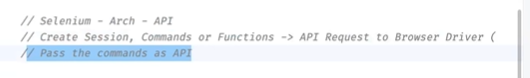 // Selenium - Arch - API
// Create Session, Commands or Functions -> API Request to Browser Driver (
// Pass the commands as API